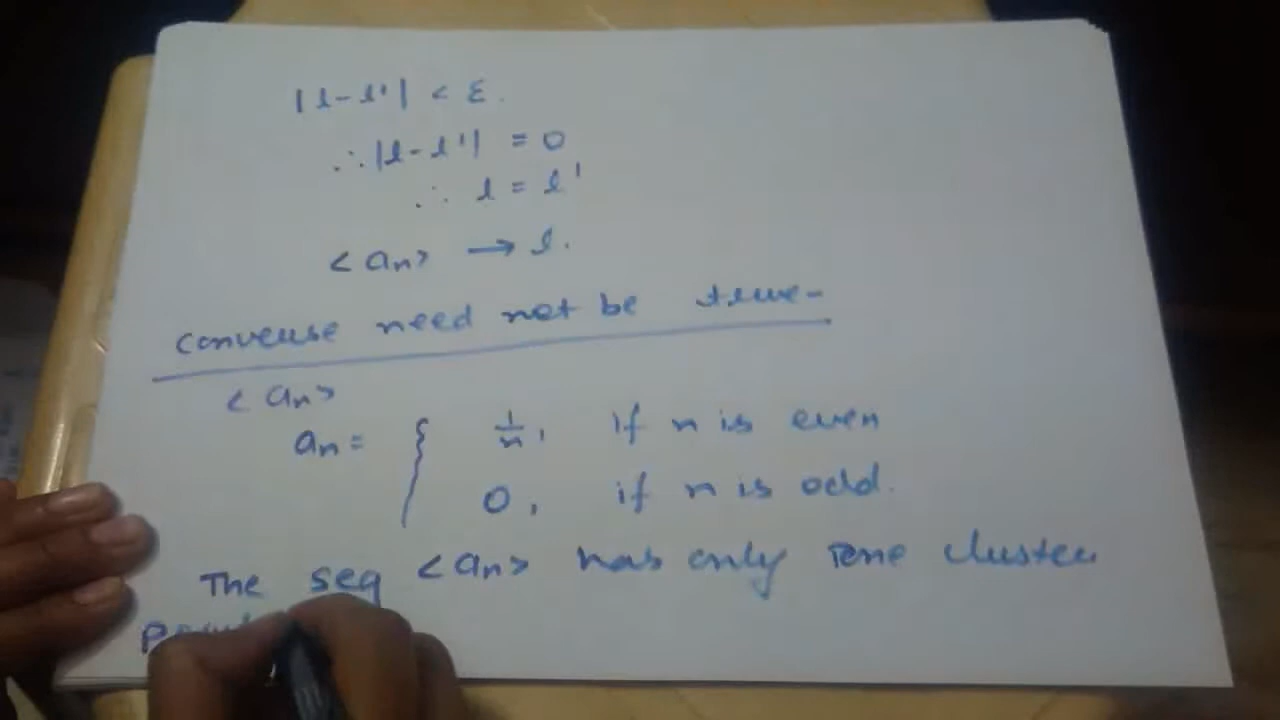 |l - l'| < ε.
∴ |l - l'| = 0
∴ l = l'
<an> → l.
converse need not be true-
<an>
an = { 1/n, if n is even
0, if n is odd.
The seq <an> has only one cluster